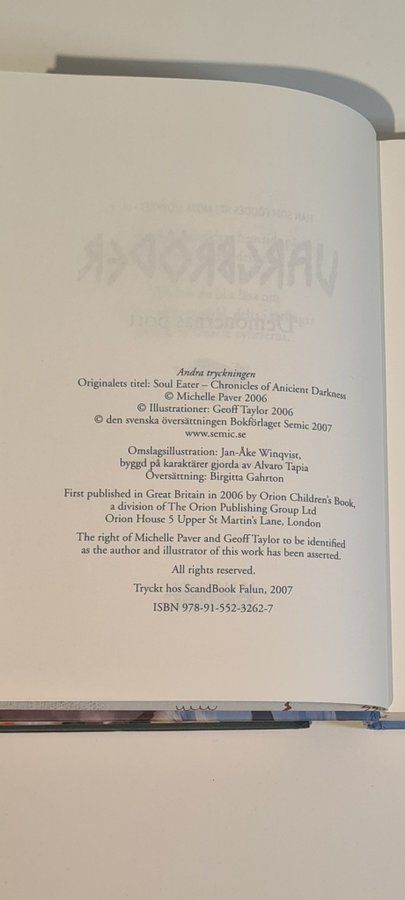 Andra tryckningen
Originalets titel: Soul Eater – Chronicles of Anicient Darkness
© Michelle Paver 2006
© Illustrationer: Geoff Taylor 2006
© den svenska översättningen Bokförlaget Semic 2007
www.semic.se
Omslagsillustration: Jan-Åke Winqvist,
byggd på karaktärer gjorda av Alvaro Tapia
Översättning: Birgitta Gahrton
First published in Great Britain in 2006 by Orion Children's Book,
a division of The Orion Publishing Group Ltd
Orion House 5 Upper St Martin's Lane, London
The right of Michelle Paver and Geoff Taylor to be identified
as the author and illustrator of this work has been asserted.
All rights reserved.
Tryckt hos ScandBook Falun, 2007
ISBN 978-91-552-3262-7